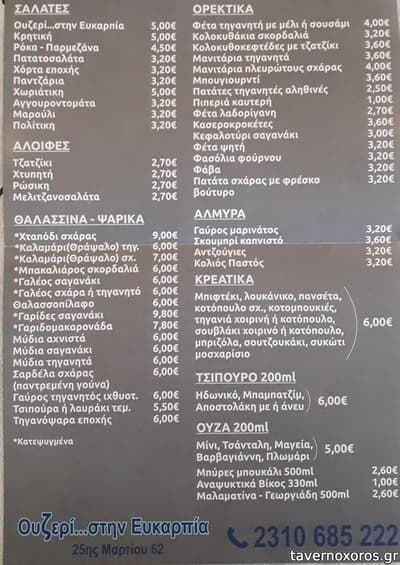 ΣΑΛΑΤΕΣ
Ουζερί...στην Ευκαρπία 5,00€
Κρητική 5,00€
Ρόκα - Παρμεζάνα 4,50€
Πατατοσαλάτα 3,20€
Χόρτα εποχής 3,20€
Παντζάρια 3,20€
Χωριάτικη 5,00€
Αγγουροντομάτα 3,20€
Μαρούλι 3,20€
Πολίτικη 3,20€
ΑΛΟΙΦΕΣ
Τζατζίκι 2,70€
Χτυπητή 2,70€
Ρώσικη 2,70€
Μελιτζανοσαλάτα 2,70€
ΘΑΛΑΣΣΙΝΑ - ΨΑΡΙΚΑ
*Χταπόδι σχάρας 9,00€
*Καλαμάρι(Θράψαλο) τηγ. 6,00€
*Καλαμάρι(Θράψαλο) σχ. 7,00€
*Μπακαλιάρος σκορδαλιά 6,00€
*Γαλέος σαγανάκι 6,00€
*Γαλέος σχάρα ή τηγανητό 6,00€
Θαλασσοπίλαφο 6,00€
*Γαρίδες σαγανάκι 9,80€
*Γαριδομακαρονάδα 7,80€
Μύδια αχνιστά 6,00€
Μύδια σαγανάκι 6,00€
Μύδια τηγανητά 6,00€
Σαρδέλα σχάρας 6,00€
(παντρεμένη γούνα)
Γαύρος τηγανητός ιχθυοτ. 6,00€
Τσιπούρα ή λαυράκι τεμ. 5,50€
Τηγανόψαρα εποχής 6,00€
*Κατεψυγμένα
Ουζερί...στην Ευκαρπία
25ης Μαρτίου 62
ΟΡΕΚΤΙΚΑ
Φέτα τηγανητή με μέλι ή σουσάμι 4,00€
Κολοκυθάκια σκορδαλιά 3,20€
Κολοκυθοκεφτέδες με τζατζίκι 3,60€
Μανιτάρια τηγανητά 3,60€
Μανιτάρια πλευρώτους σχάρας 4,00€
Μπουγιουρντί 3,60€
Πατάτες τηγανητές αληθινές 2,50€
Πιπεριά καυτερή 1,00€
Φέτα λαδορίγανη 2,70€
Κασεροκροκέτες 3,60€
Κεφαλοτύρι σαγανάκι 3,00€
Φέτα ψητή 3,20€
Φασόλια φούρνου 3,20€
Φάβα 3,20€
Πατάτα σχάρας με φρέσκο 3,20€
βούτυρο
ΑΛΜΥΡΑ
Γαύρος μαρινάτος 3,20€
Σκουμπρί καπνιστό 3,60€
Αντζούγιες 3,20€
Κολιός Παστός 3,20€
ΚΡΕΑΤΙΚΑ
Μπιφτέκι, λουκάνικο, πανσέτα,
κοτόπουλο σχ., κοτομπουκιές,
τηγανιά χοιρινή ή κοτόπουλο,
σουβλάκι χοιρινό ή κοτόπουλο, 6,00€
μπριζόλα, σουτζουκάκι, συκώτι
μοσχαρίσιο
ΤΣΙΠΟΥΡΟ 200ml
Ηδωνικό, Μπαμπατζίμ,
Αποστολάκη με ή άνευ 6,00€
ΟΥΖΑ 200ml
Μίνι, Τσάνταλη, Μαγεία,
Βαρβαγιάννη, Πλωμάρι 5,00€
Μπύρες μπουκάλι 500ml 2,60€
Αναψυκτικά Βίκος 330ml 1,00€
Μαλαματίνα - Γεωργιάδη 500ml 2,60€
2310 685 222
tavernoxoros.gr